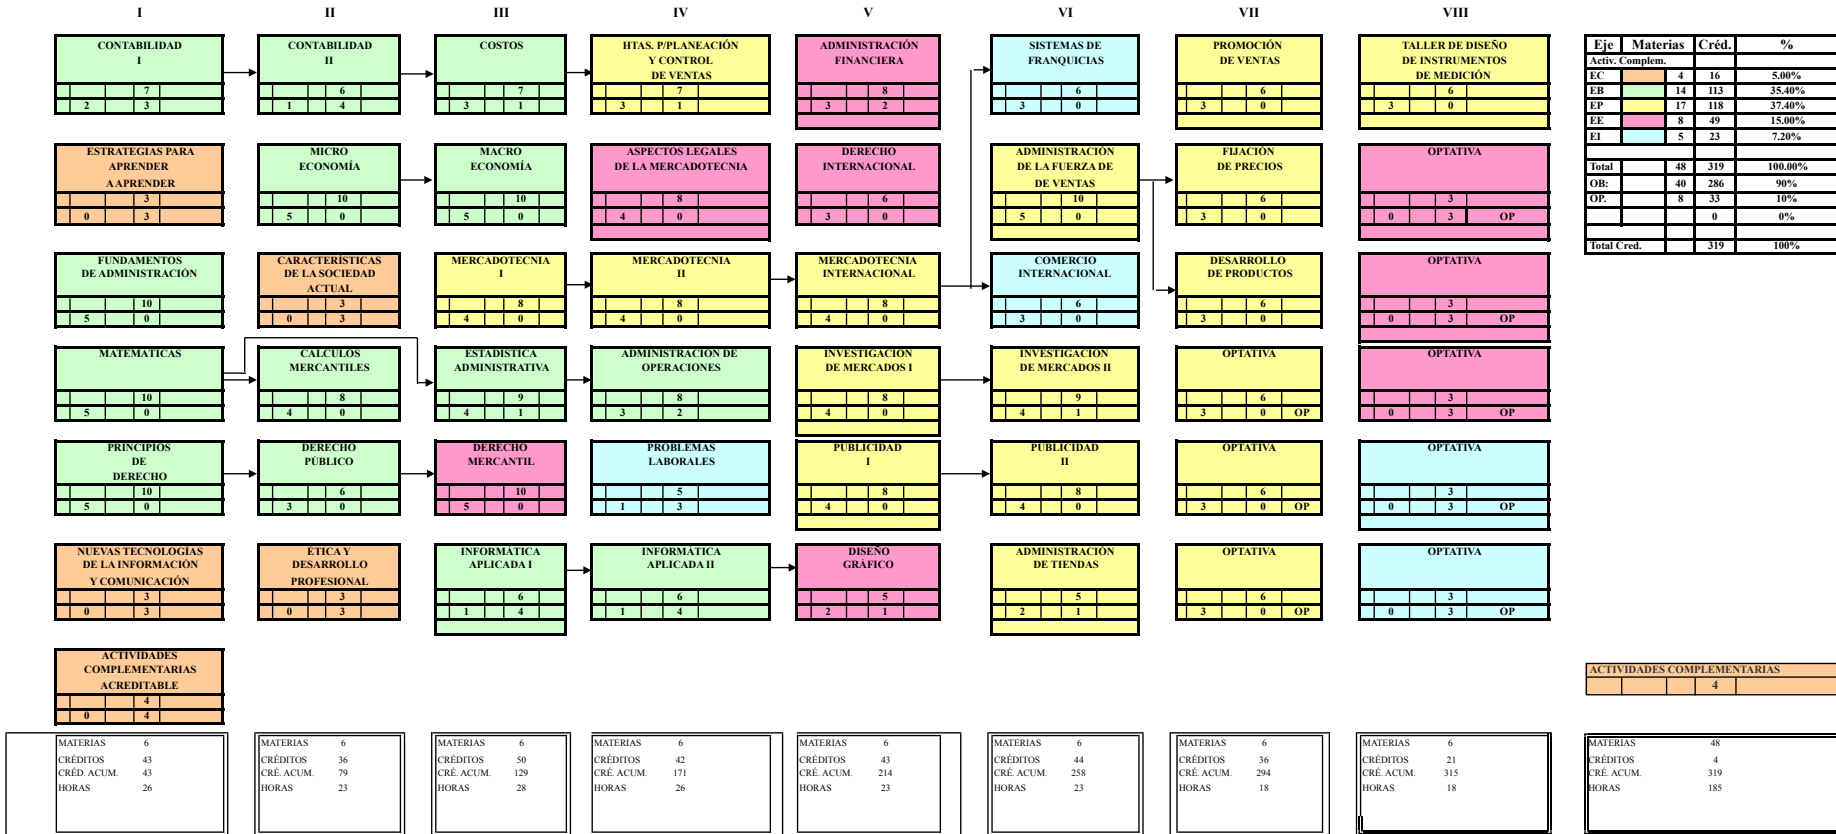 I II III IV V VI VII VIII
CONTABILIDAD
I
7
2 3
CONTABILIDAD
II
6
1 4
COSTOS
7
3 1
HTAS. P/PLANEACIÓN
Y CONTROL
DE VENTAS
7
3 1
ADMINISTRACIÓN
FINANCIERA
8
3 2
SISTEMAS DE
FRANQUICIAS
6
3 0
PROMOCIÓN
DE VENTAS
6
3 0
TALLER DE DISEÑO
DE INSTRUMENTOS
DE MEDICIÓN
6
3 0
Eje Materias Créd. %
Activ. Complem.
EC 4 16 5.00%
EB 14 113 35.40%
EP 17 118 37.40%
EE 8 49 15.00%
EI 5 23 7.20%
Total 48 319 100.00%
OB: 40 286 90%
OP. 8 33 10%
0 0%
Total Cred. 319 100%
ESTRATEGIAS PARA
APRENDER
A APRENDER
3
0 3
MICRO
ECONOMÍA
10
5 0
MACRO
ECONOMÍA
10
5 0
ASPECTOS LEGALES
DE LA MERCADOTECNIA
8
4 0
DERECHO
INTERNACIONAL
6
3 0
ADMINISTRACIÓN
DE LA FUERZA DE
DE VENTAS
10
5 0
FIJACIÓN
DE PRECIOS
6
3 0
OPTATIVA
3
0 3 OP
FUNDAMENTOS
DE ADMINISTRACIÓN
10
5 0
CARACTERÍSTICAS
DE LA SOCIEDAD
ACTUAL
3
0 3
MERCADOTECNIA
I
8
4 0
MERCADOTECNIA
II
8
4 0
MERCADOTECNIA
INTERNACIONAL
8
4 0
COMERCIO
INTERNACIONAL
6
3 0
DESARROLLO
DE PRODUCTOS
6
3 0
OPTATIVA
3
0 3 OP
MATEMÁTICAS
10
5 0
CÁLCULOS
MERCANTILES
8
4 0
ESTADÍSTICA
ADMINISTRATIVA
9
4 1
ADMINISTRACIÓN DE
OPERACIONES
8
3 2
INVESTIGACIÓN
DE MERCADOS I
8
4 0
INVESTIGACIÓN
DE MERCADOS II
9
4 1
OPTATIVA
6
3 0 OP
OPTATIVA
3
0 3 OP
PRINCIPIOS
DE
DERECHO
10
5 0
DERECHO
PÚBLICO
6
3 0
DERECHO
MERCANTIL
10
5 0
PROBLEMAS
LABORALES
5
1 3
PUBLICIDAD
I
8
4 0
PUBLICIDAD
II
8
4 0
OPTATIVA
6
3 0 OP
OPTATIVA
3
0 3 OP
NUEVAS TECNOLOGÍAS
DE LA INFORMACIÓN
Y COMUNICACIÓN
3
0 3
ÉTICA Y
DESARROLLO
PROFESIONAL
3
0 3
INFORMÁTICA
APLICADA I
6
1 4
INFORMÁTICA
APLICADA II
6
1 4
DISEÑO
GRÁFICO
5
2 1
ADMINISTRACIÓN
DE TIENDAS
5
2 1
OPTATIVA
6
3 0 OP
OPTATIVA
3
0 3 OP
ACTIVIDADES
COMPLEMENTARIAS
ACREDITABLE
4
0 4
ACTIVIDADES COMPLEMENTARIAS
4
MATERIAS 6
CRÉDITOS 43
CRÉD. ACUM. 43
HORAS 26
MATERIAS 6
CRÉDITOS 36
CRÉ. ACUM. 79
HORAS 23
MATERIAS 6
CRÉDITOS 50
CRÉ. ACUM. 129
HORAS 28
MATERIAS 6
CRÉDITOS 42
CRÉ. ACUM. 171
HORAS 26
MATERIAS 6
CRÉDITOS 43
CRÉ. ACUM. 214
HORAS 23
MATERIAS 6
CRÉDITOS 44
CRÉ. ACUM. 258
HORAS 23
MATERIAS 6
CRÉDITOS 36
CRÉ. ACUM. 294
HORAS 18
MATERIAS 6
CRÉDITOS 21
CRÉ. ACUM. 315
HORAS 18
MATERIAS 48
CRÉDITOS 4
CRÉ. ACUM. 319
HORAS 185